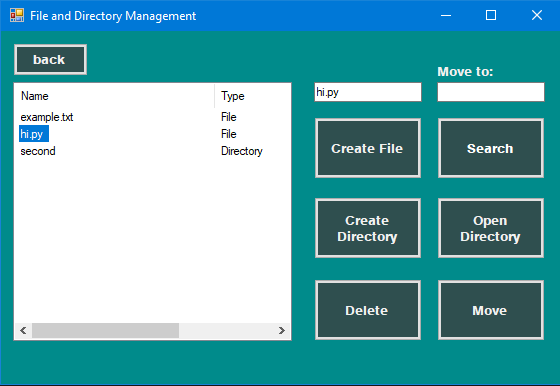 File and Directory Management
back
Name Type
example.txt File
hi.py File
second Directory
Move to:
hi.py
Create File
Search
Create
Directory
Open
Directory
Delete
Move